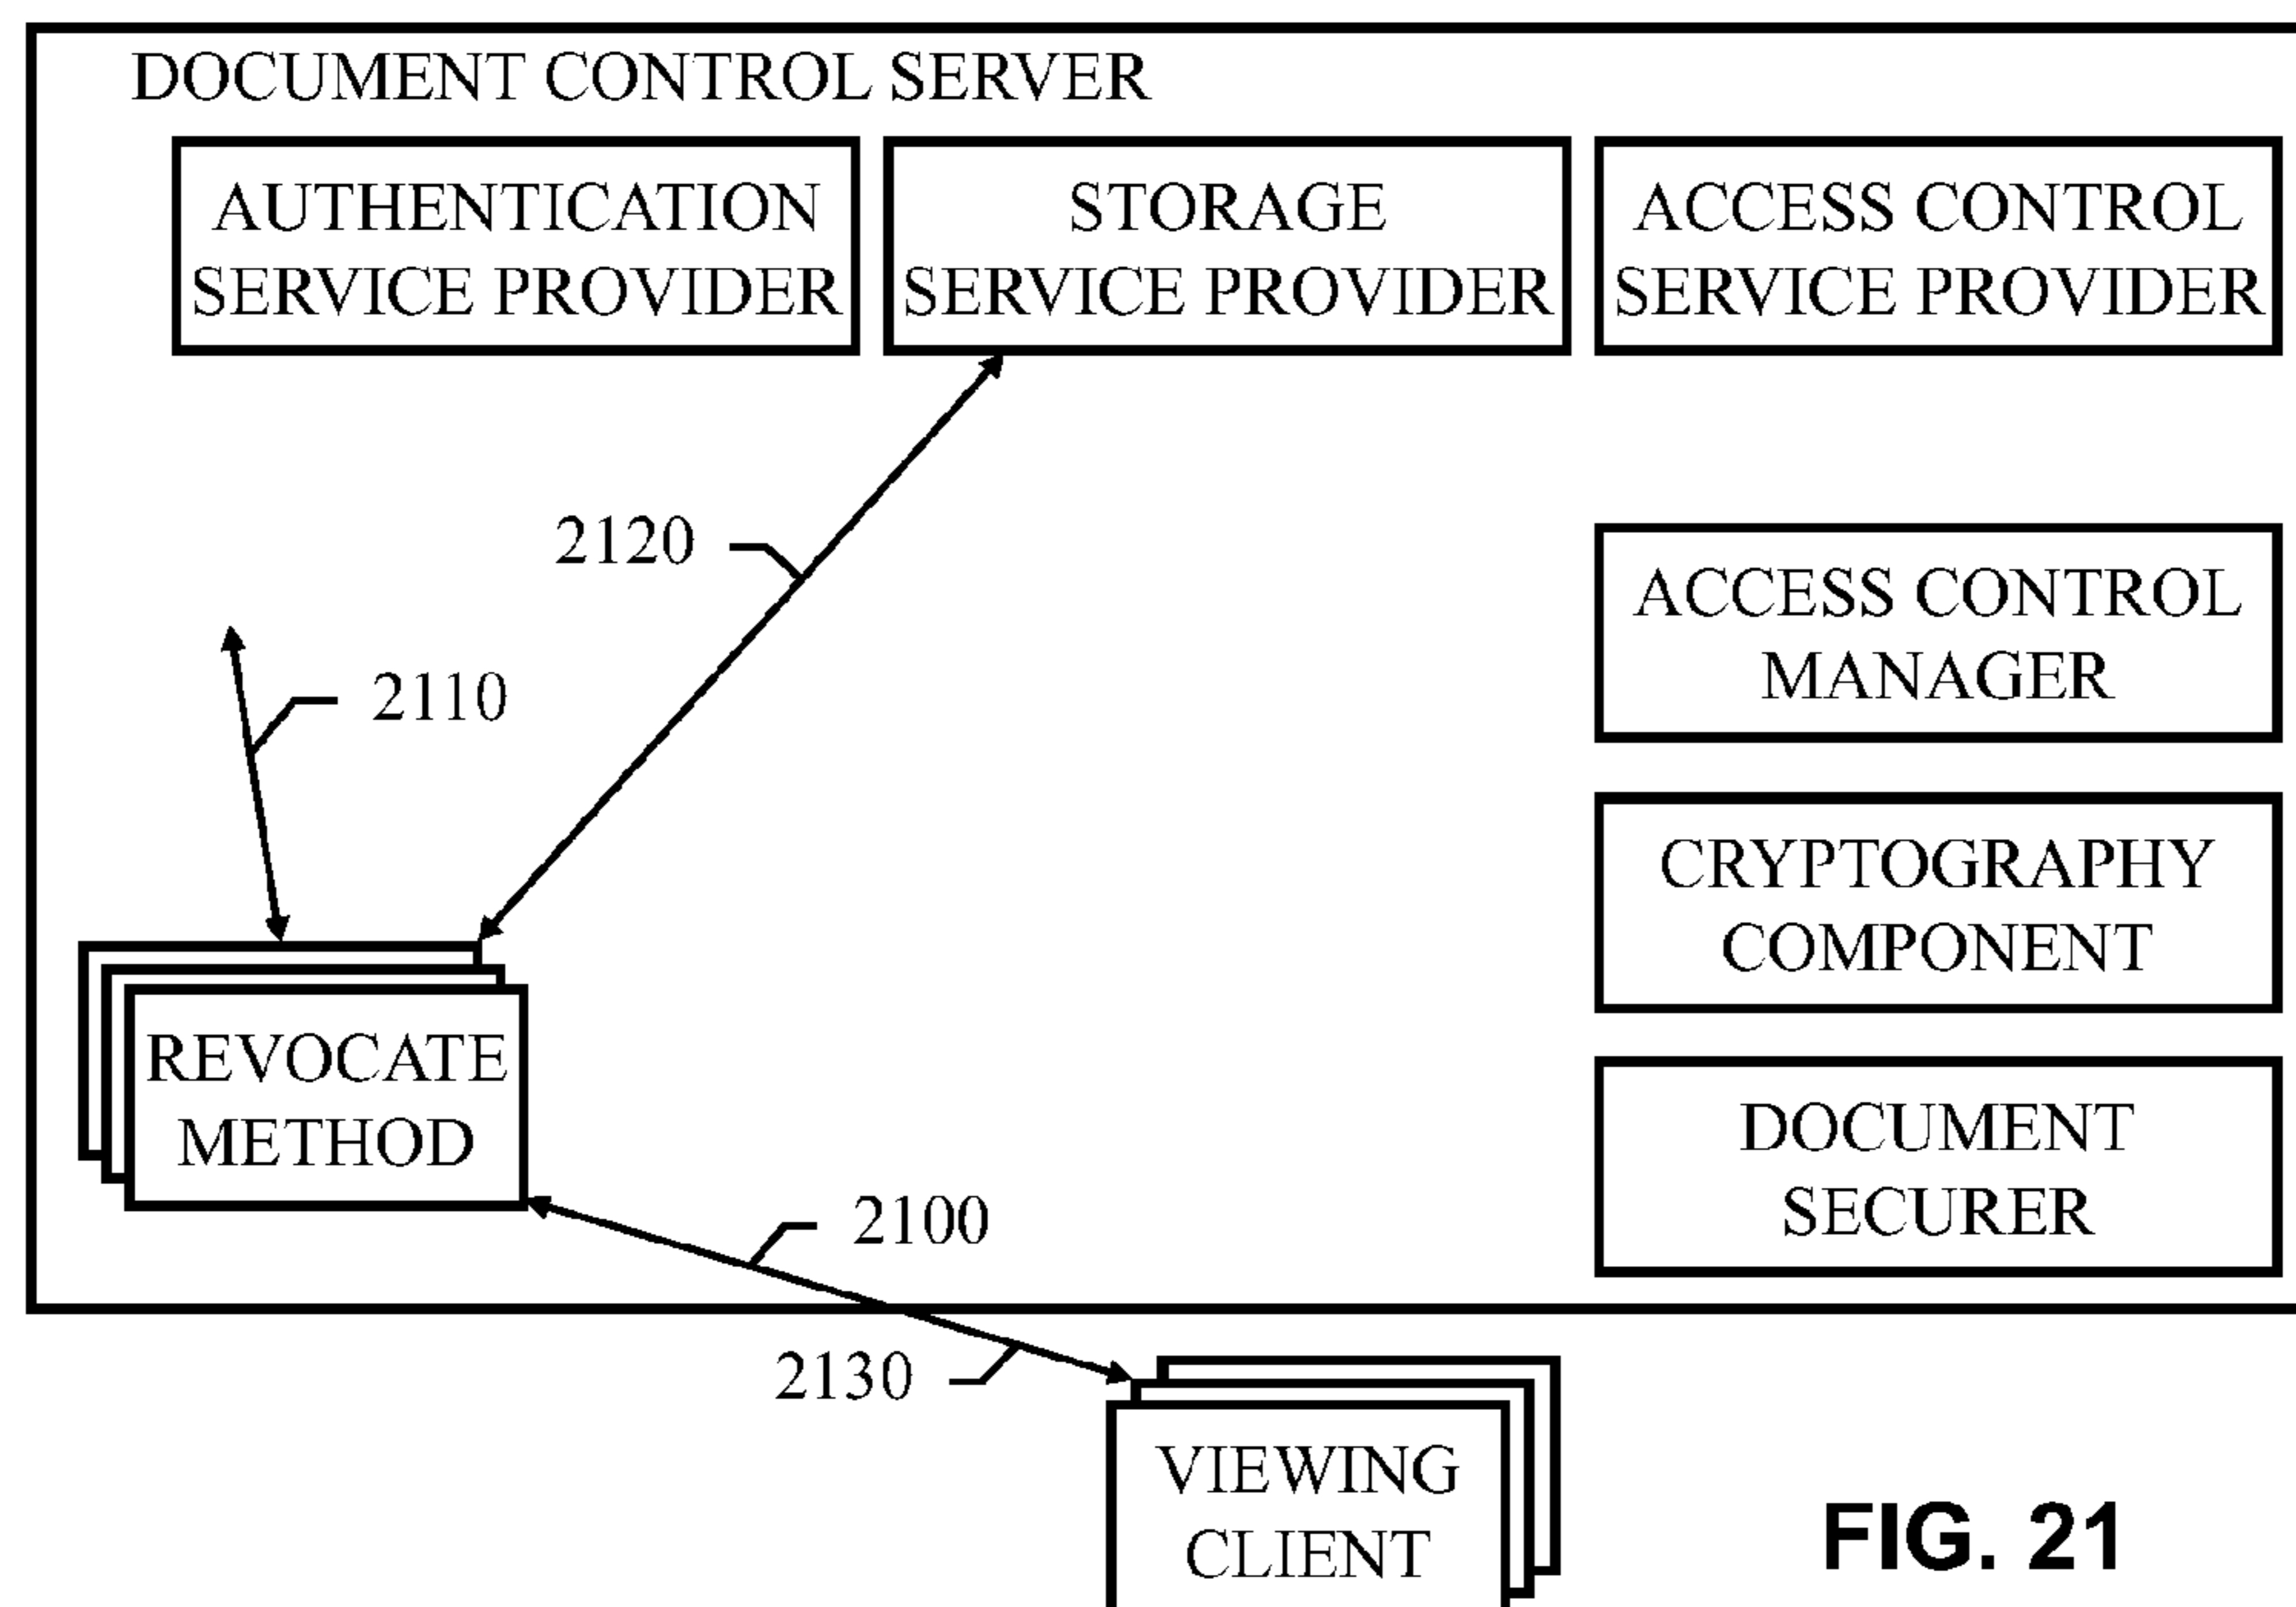 DOCUMENT CONTROL SERVER
AUTHENTICATION
SERVICE PROVIDER
STORAGE
SERVICE PROVIDER
ACCESS CONTROL
SERVICE PROVIDER
2120
ACCESS CONTROL
MANAGER
2110
CRYPTOGRAPHY
COMPONENT
REVOCATE
METHOD
DOCUMENT
SECURER
2100
2130
VIEWING
CLIENT
FIG. 21